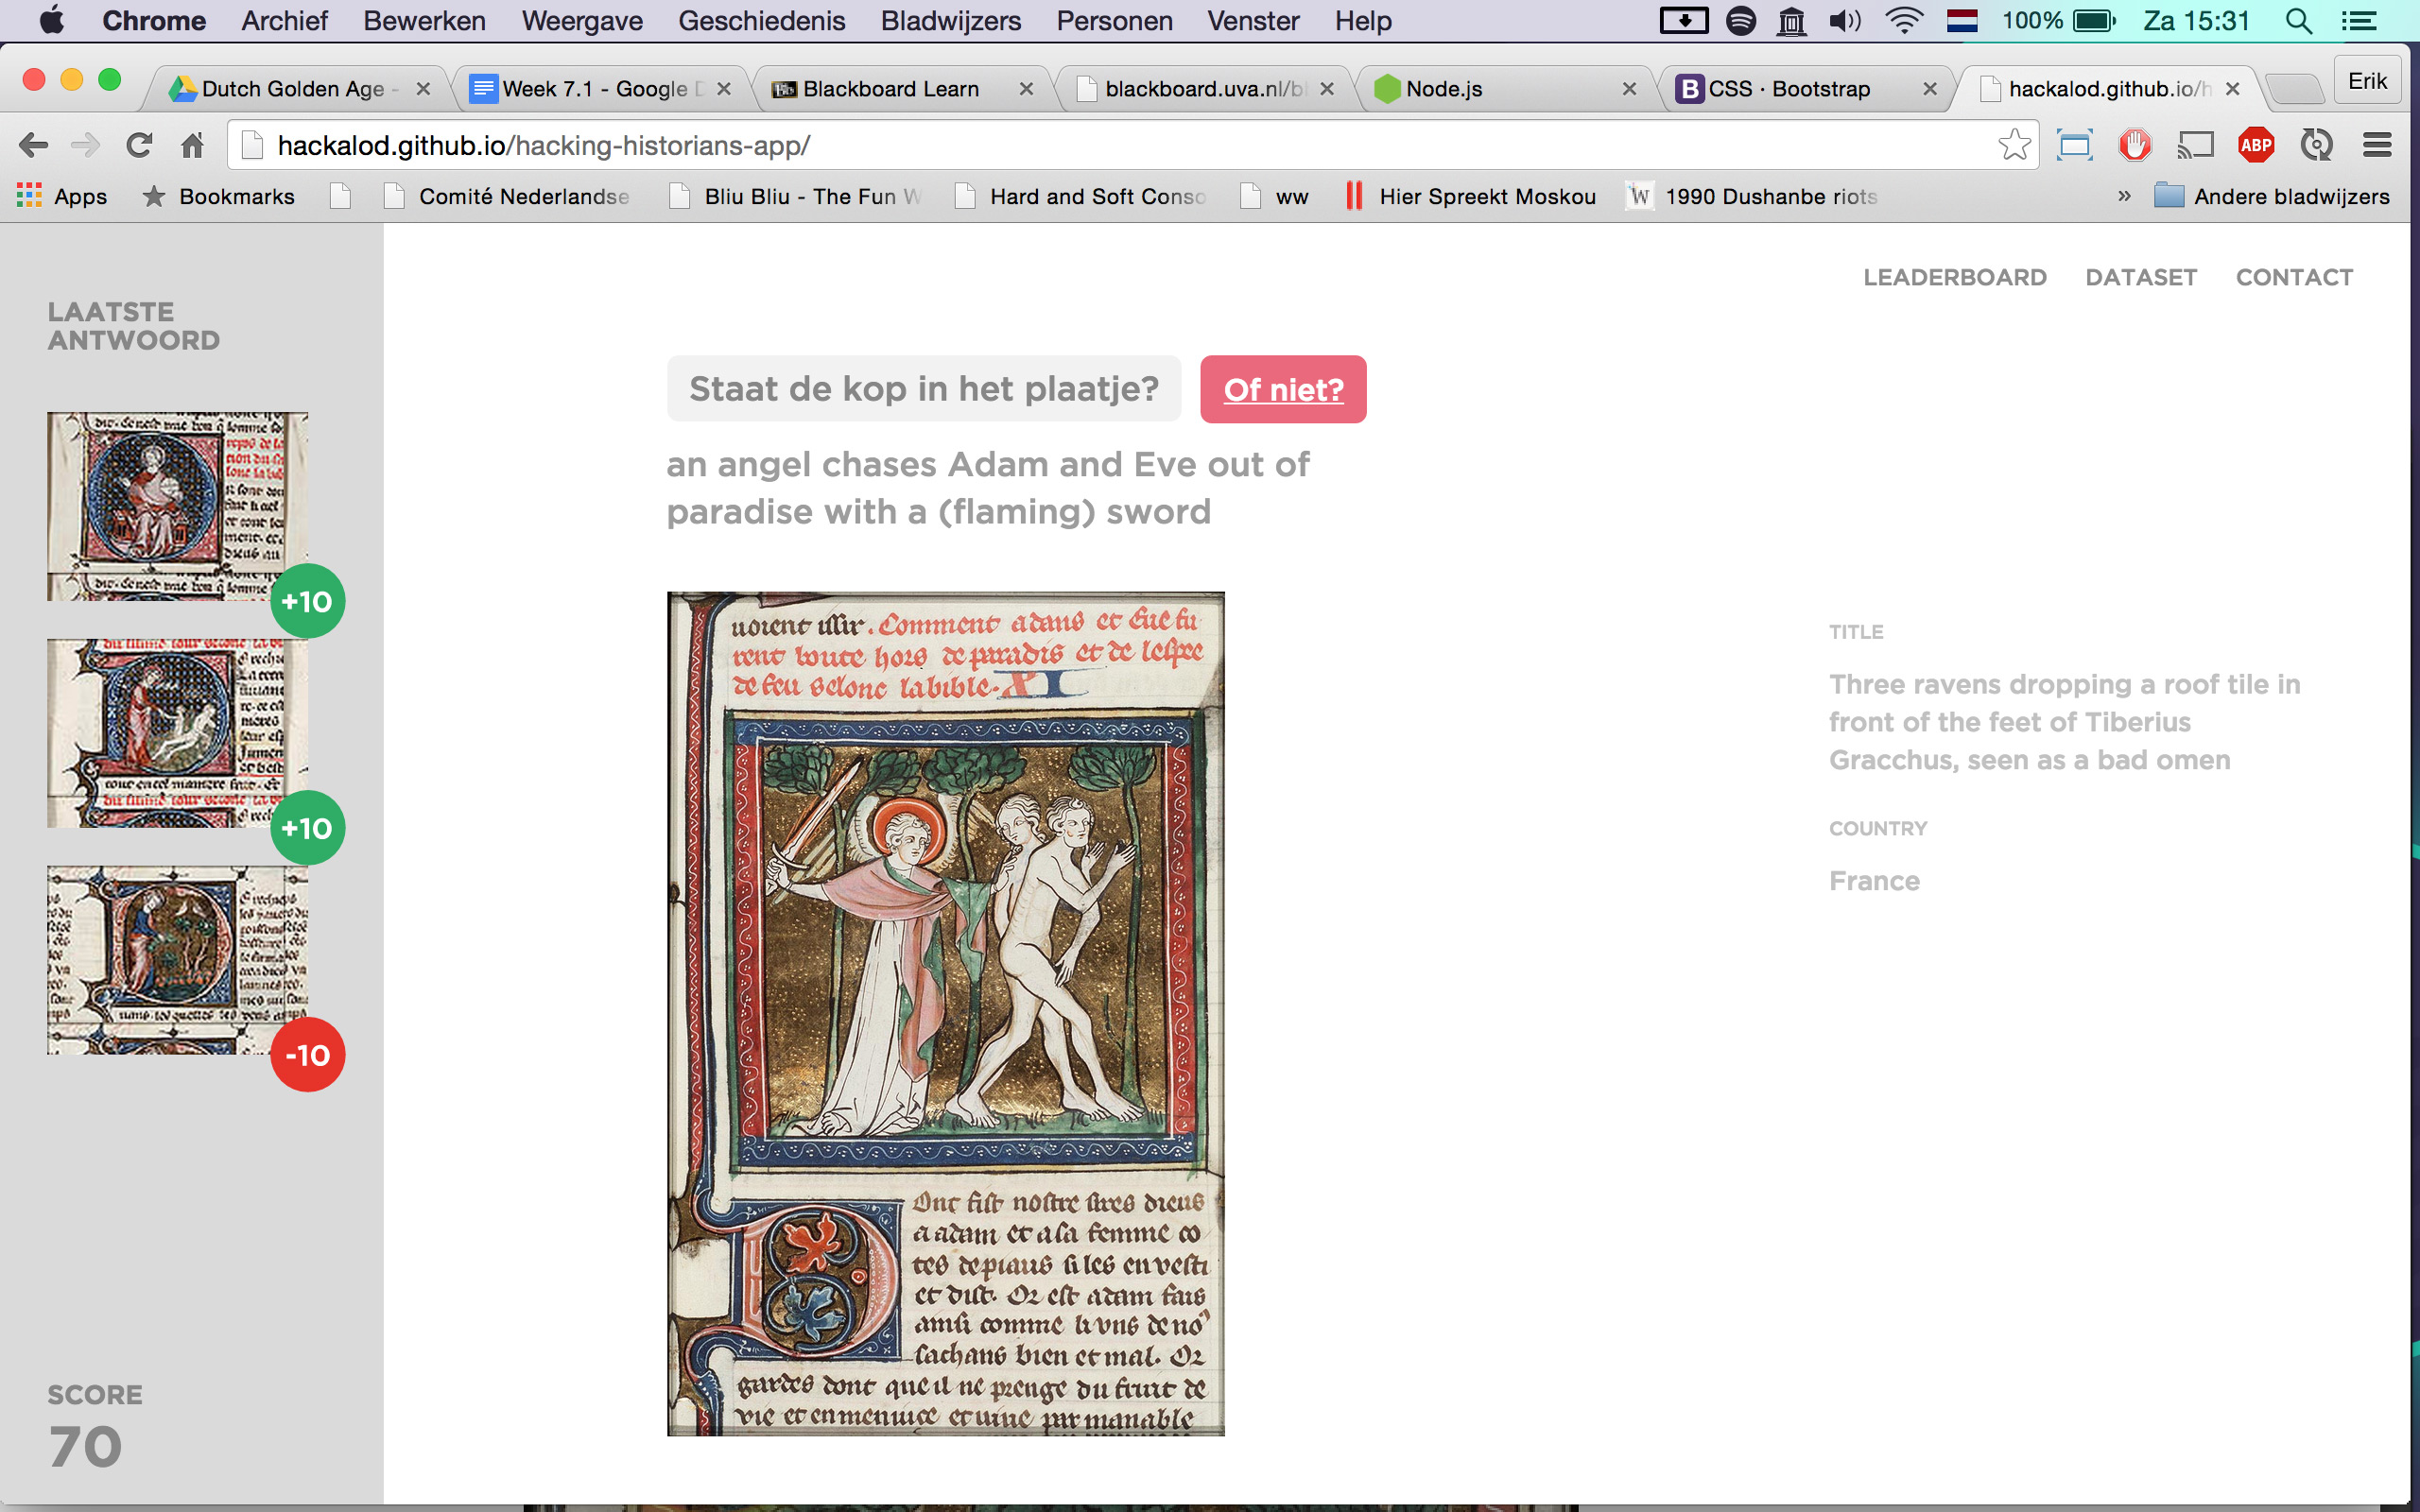 Chrome Archief Bewerken Weergave Geschiedenis Bladwijzers Personen Venster Help 100% Za 15:31
Dutch Golden Age - Week 7.1 - Google D Blackboard Learn blackboard.uva.nl/b Node.js B CSS · Bootstrap hackalod.github.io/h Erik
hackalod.github.io/hacking-historians-app/ ABP
Apps Bookmarks Comité Nederlandse Bliu Bliu - The Fun W Hard and Soft Conso ww Hier Spreekt Moskou W 1990 Dushanbe riots » Andere bladwijzers
LEADERBOARD DATASET CONTACT
LAATSTE
ANTWOORD
+10
+10
-10
SCORE
70
Staat de kop in het plaatje? Of niet?
an angel chases Adam and Eve out of
paradise with a (flaming) sword
uoient issir. Comment adans et Eue fu
rent boute hors de paradis et de lespee
de feu selonc la bible. XI
Onc fist nostre sires dieus
a adam et a sa femme co
tes de piaus si les en vesti
et dist. Or est adam fais
ausi comme li vns de no
sachans bien et mal. Or
gardes dont que il ne prenge du fruit de
vie et en meniuce et uiue par manable
TITLE
Three ravens dropping a roof tile in
front of the feet of Tiberius
Gracchus, seen as a bad omen
COUNTRY
France